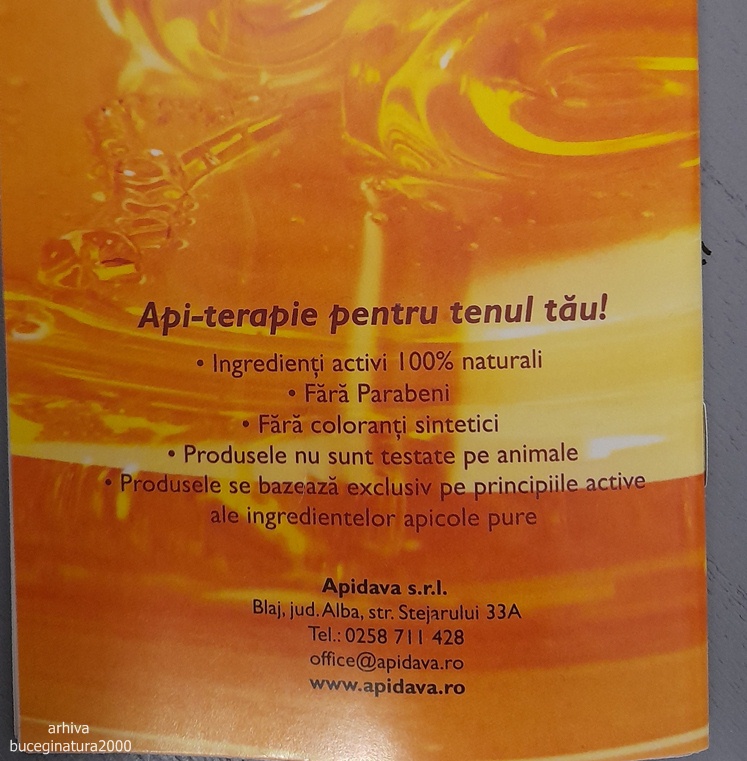 Api-terapie pentru tenul tău!
• Ingredienți activi 100% naturali
• Fără Parabeni
• Fără coloranți sintetici
• Produsele nu sunt testate pe animale
• Produsele se bazează exclusiv pe principiile active
ale ingredientelor apicole pure
Apidava s.r.l.
Blaj, jud. Alba, str. Stejarului 33A
Tel.: 0258 711 428
office@apidava.ro
www.apidava.ro
arhiva
buceginatura2000